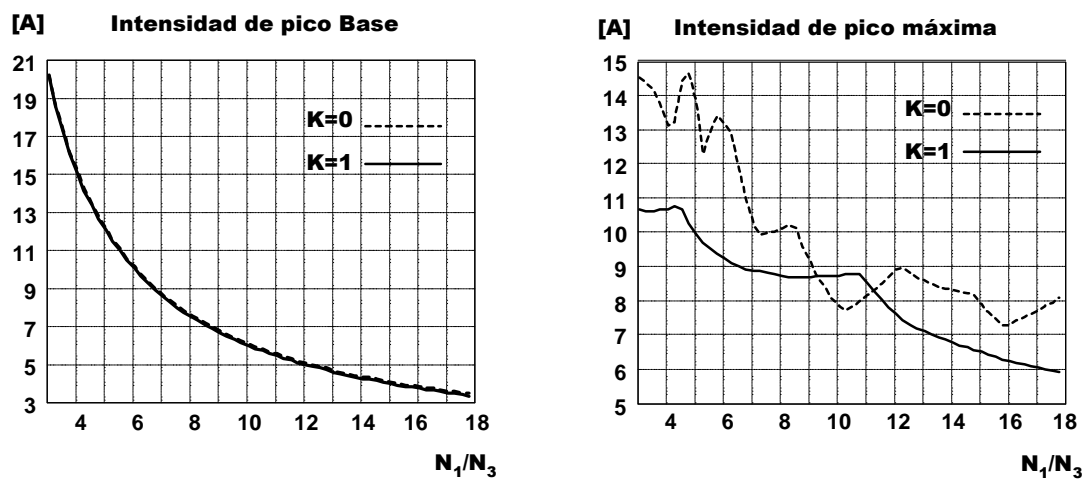 [A] Intensidad de pico Base
21
19
17
15
13
11
9
7
5
3
K=0
K=1
4 6 8 10 12 14 16 18
N1/N3
[A] Intensidad de pico máxima
15
14
13
12
11
10
9
8
7
6
5
K=0
K=1
4 6 8 10 12 14 16 18
N1/N3